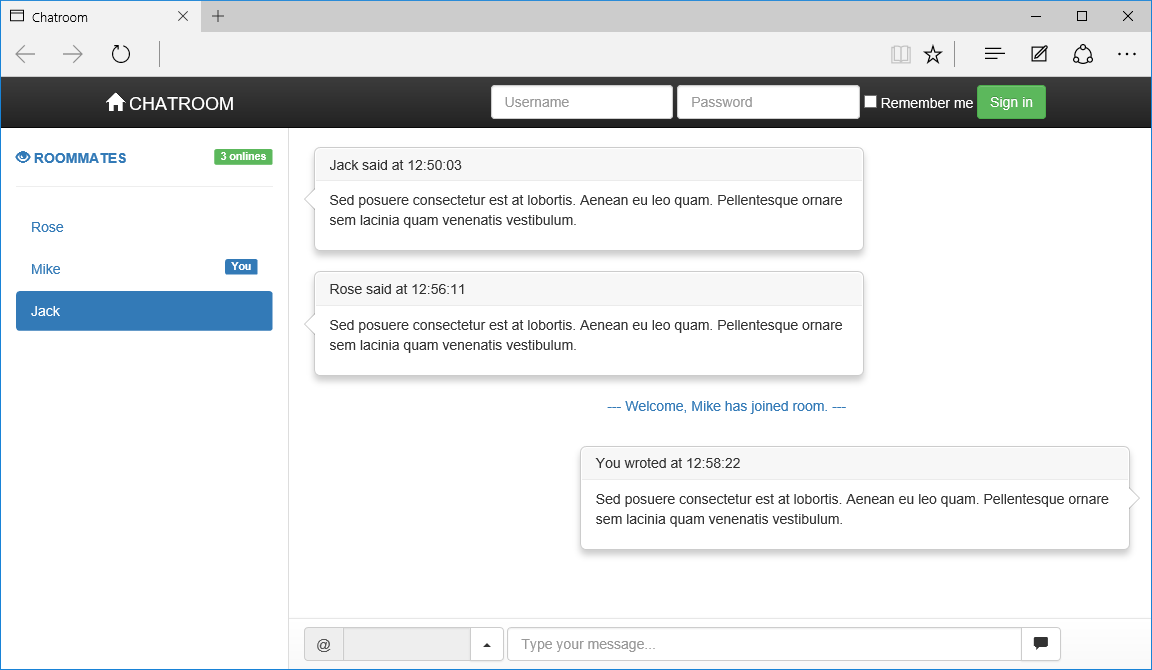 Chatroom
CHATROOM
Username
Password
Remember me
Sign in
ROOMMATES
3 onlines
Rose
Mike
You
Jack
Jack said at 12:50:03
Sed posuere consectetur est at lobortis. Aenean eu leo quam. Pellentesque ornare
sem lacinia quam venenatis vestibulum.
Rose said at 12:56:11
Sed posuere consectetur est at lobortis. Aenean eu leo quam. Pellentesque ornare
sem lacinia quam venenatis vestibulum.
--- Welcome, Mike has joined room. ---
You wroted at 12:58:22
Sed posuere consectetur est at lobortis. Aenean eu leo quam. Pellentesque ornare
sem lacinia quam venenatis vestibulum.
@
Type your message...